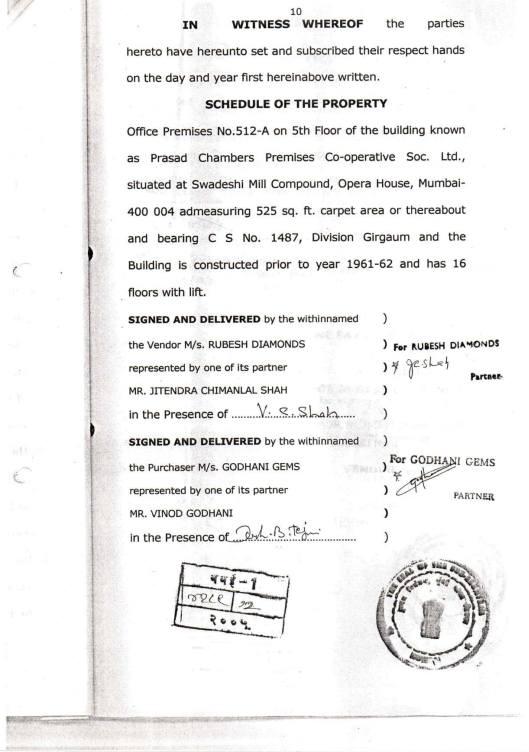 10
IN WITNESS WHEREOF the parties
hereto have hereunto set and subscribed their respect hands
on the day and year first hereinabove written.
SCHEDULE OF THE PROPERTY
Office Premises No.512-A on 5th Floor of the building known
as Prasad Chambers Premises Co-operative Soc. Ltd.,
situated at Swadeshi Mill Compound, Opera House, Mumbai-
400 004 admeasuring 525 sq. ft. carpet area or thereabout
and bearing C S No. 1487, Division Girgaum and the
Building is constructed prior to year 1961-62 and has 16
floors with lift.
SIGNED AND DELIVERED by the withinnamed )
the Vendor M/s. RUBESH DIAMONDS ) For RUBESH DIAMONDS
represented by one of its partner )
Partner
MR. JITENDRA CHIMANLAL SHAH )
in the Presence of V. S. Shah )
SIGNED AND DELIVERED by the withinnamed )
the Purchaser M/s. GODHANI GEMS ) For GODHANI GEMS
represented by one of its partner ) PARTNER
MR. VINOD GODHANI )
in the Presence of )
२००५
THE SEAL OF THE